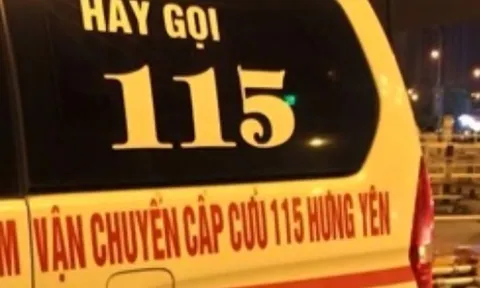 HÃY GỌI
115
M VẬN CHUYỂN CẤP CỨU 115 HƯNG YÊN